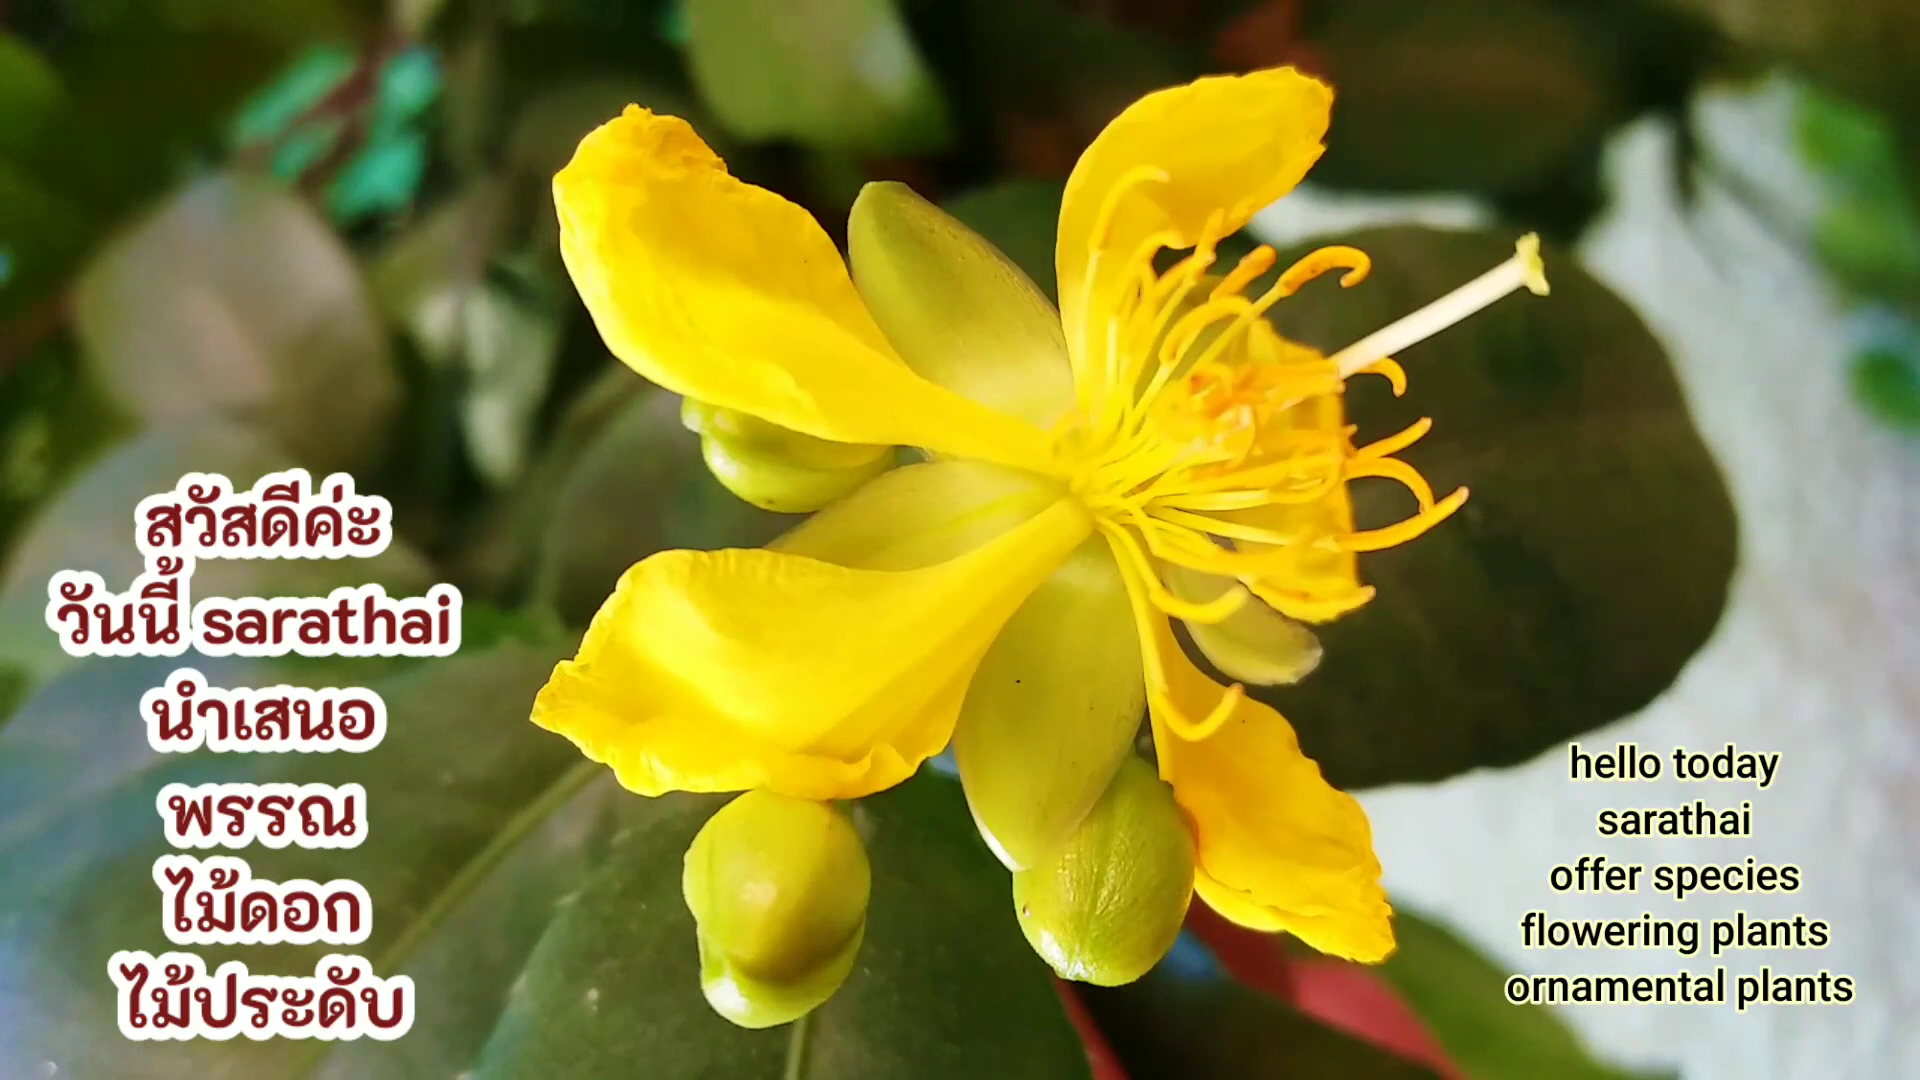 สวัสดีค่ะ
วันนี้ sarathai
นำเสนอ
พรรณ
ไม้ดอก
ไม้ประดับ
hello today
sarathai
offer species
flowering plants
ornamental plants